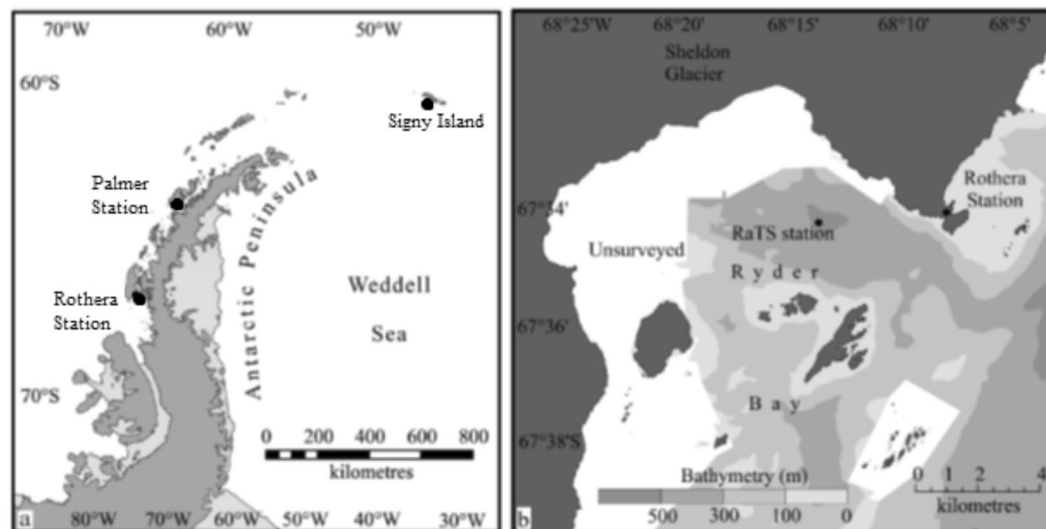 70°W
60°W
50°W
60°S
Signy Island
Palmer
Station
Antarctic Peninsula
Rothera
Station
Weddell
Sea
70°S
0 200 400 600 800
kilometres
a
80°W 70°W 60°W 50°W 40°W 30°W
68°25'W 68°20' 68°15' 68°10' 68°5'
Sheldon
Glacier
Rothera
Station
67°34'
RaTS station
Unsurveyed
Ryder
67°36'
Bay
67°38'S
Bathymetry (m)
500 300 100 0
0 2 4
kilometres
b